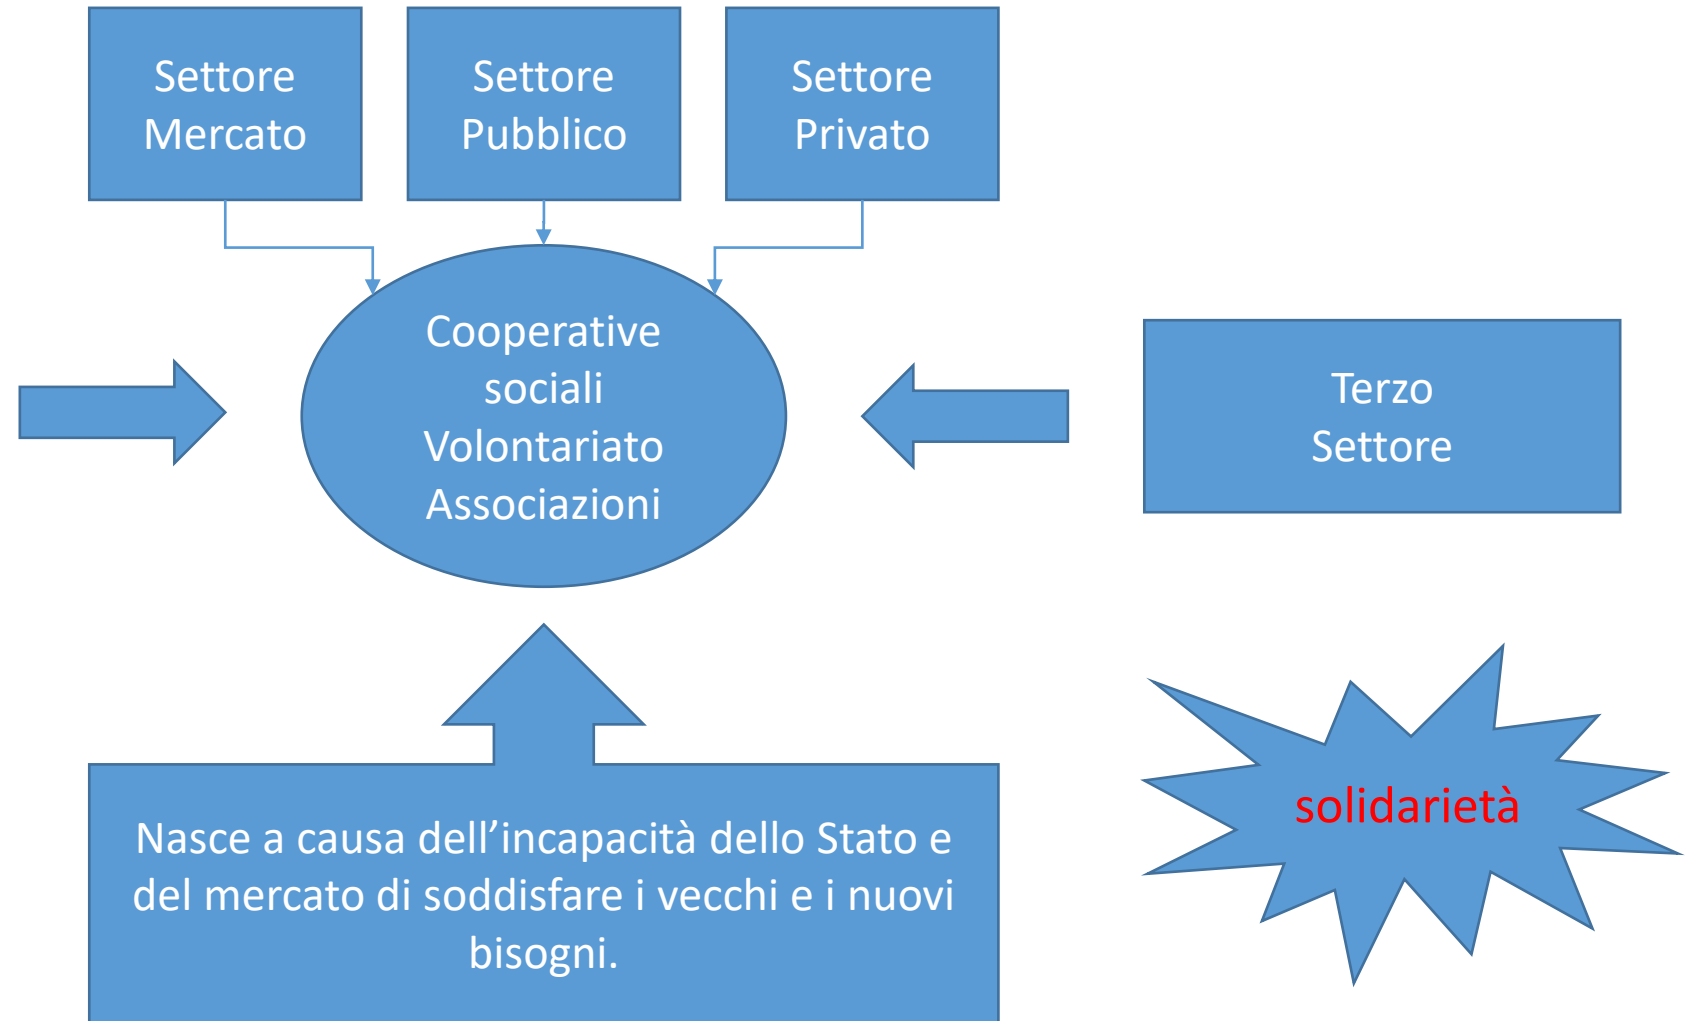 Settore
Mercato
Settore
Pubblico
Settore
Privato
Cooperative
sociali
Volontariato
Associazioni
Terzo
Settore
Nasce a causa dell’incapacità dello Stato e
del mercato di soddisfare i vecchi e i nuovi
bisogni.
solidarietà